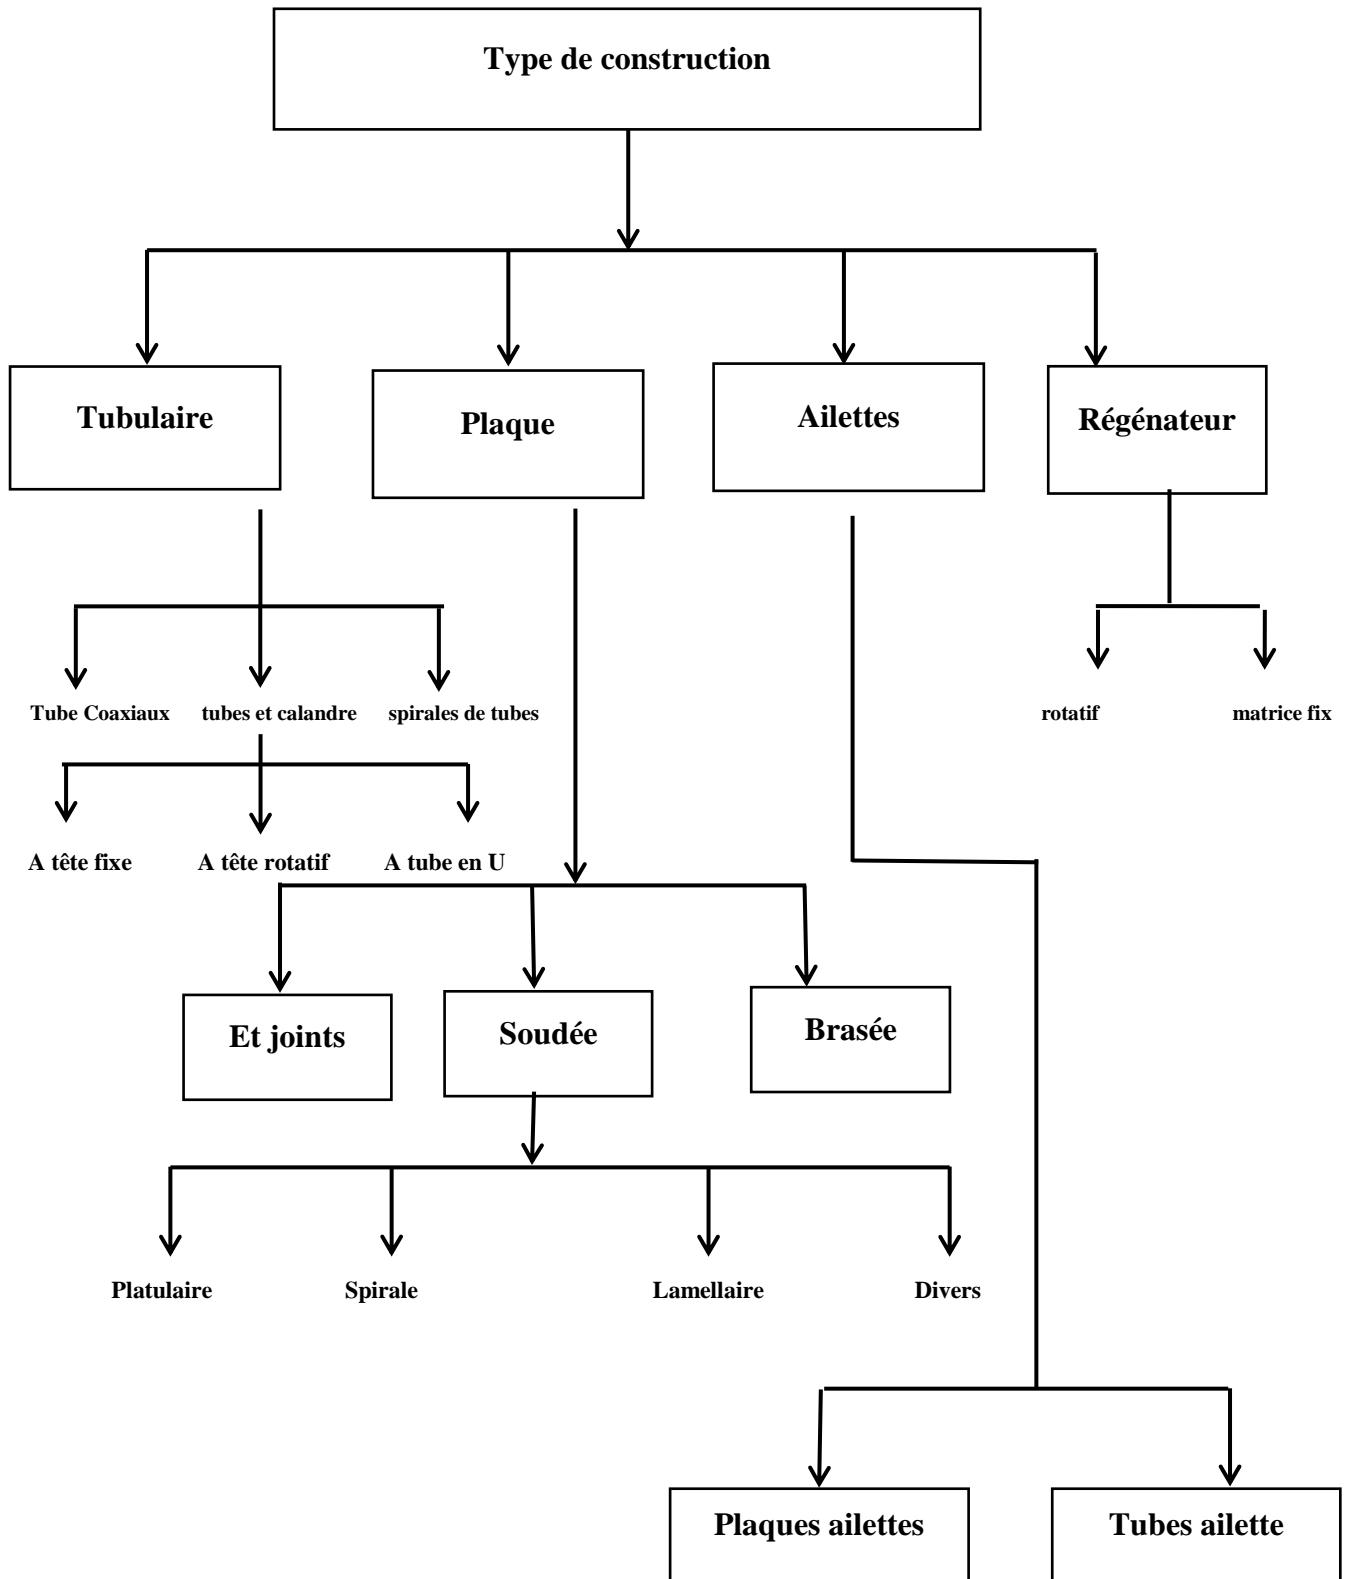 Type de construction
Tubulaire
Plaque
Ailettes
Régénateur
Tube Coaxiaux
tubes et calandre
spirales de tubes
rotatif
matrice fix
A tête fixe
A tête rotatif
A tube en U
Et joints
Soudée
Brasée
Platulaire
Spirale
Lamellaire
Divers
Plaques ailettes
Tubes ailette